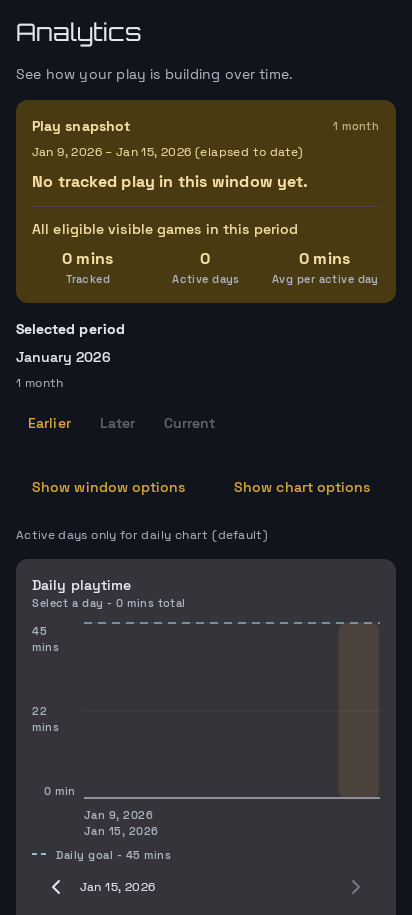 Analytics
See how your play is building over time.
Play snapshot
1 month
Jan 9, 2026 – Jan 15, 2026 (elapsed to date)
No tracked play in this window yet.
All eligible visible games in this period
0 mins
0
0 mins
Tracked
Active days
Avg per active day
Selected period
January 2026
1 month
Earlier
Later
Current
Show window options
Show chart options
Active days only for daily chart (default)
Daily playtime
Select a day - 0 mins total
45
mins
22
mins
0 min
Jan 9, 2026
Jan 15, 2026
Daily goal - 45 mins
Jan 15, 2026